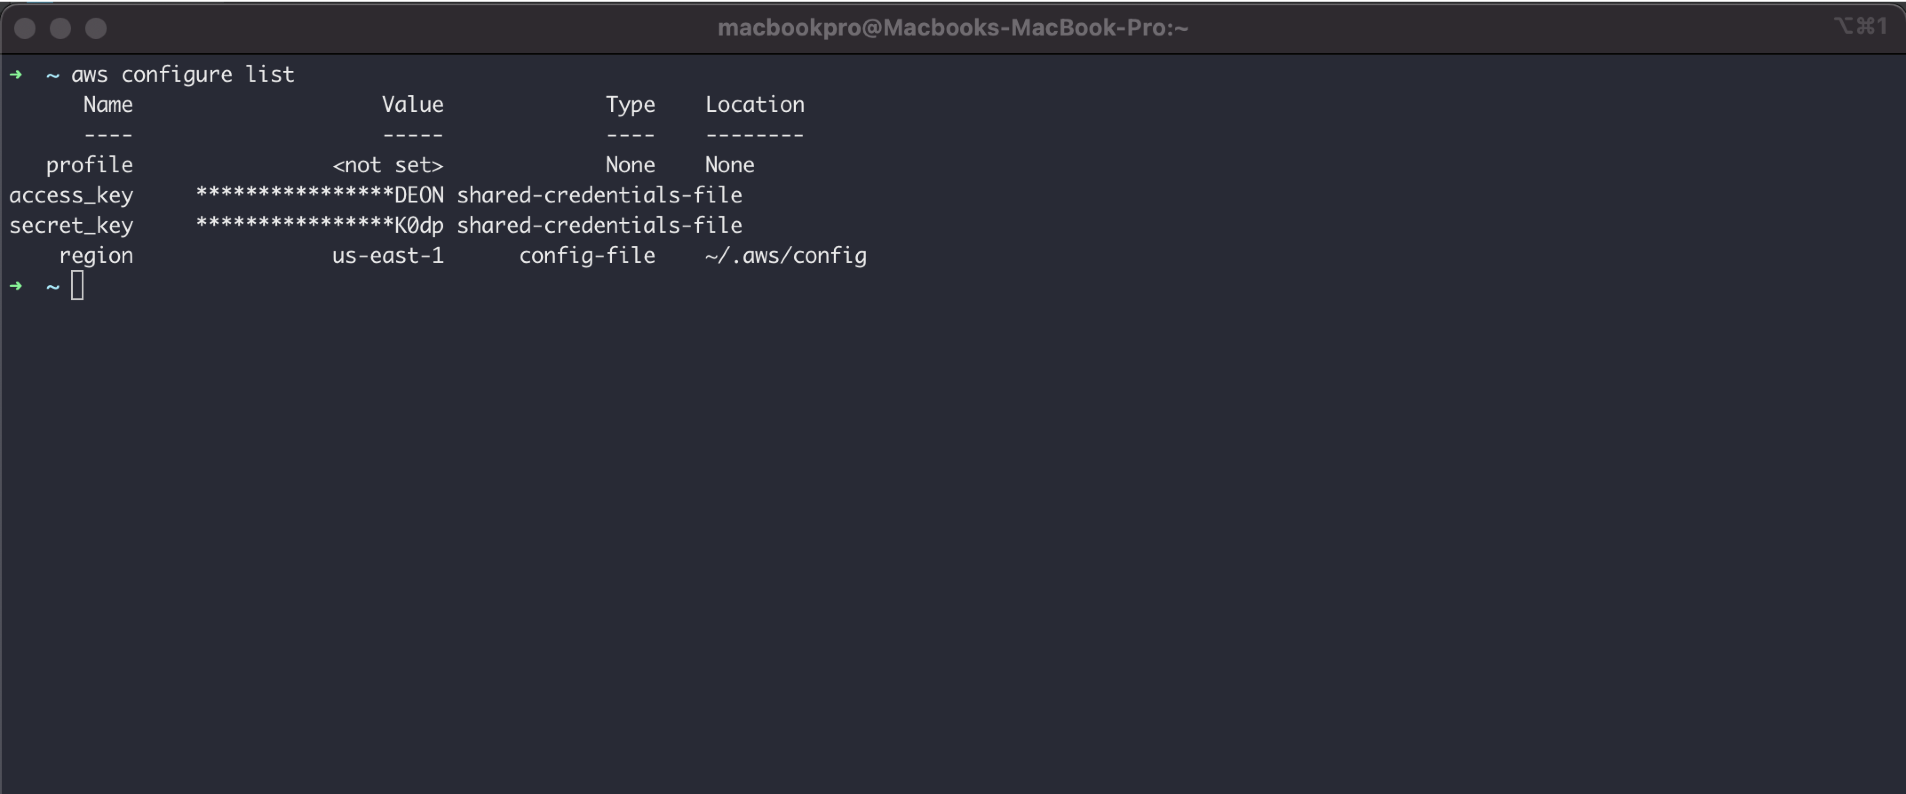 macbookpro@Macbooks-MacBook-Pro:~ ⌥⌘1
➜ ~ aws configure list
Name Value Type Location
---- ----- ---- --------
profile <not set> None None
access_key ****************DEON shared-credentials-file
secret_key ****************K0dp shared-credentials-file
region us-east-1 config-file ~/.aws/config
➜ ~